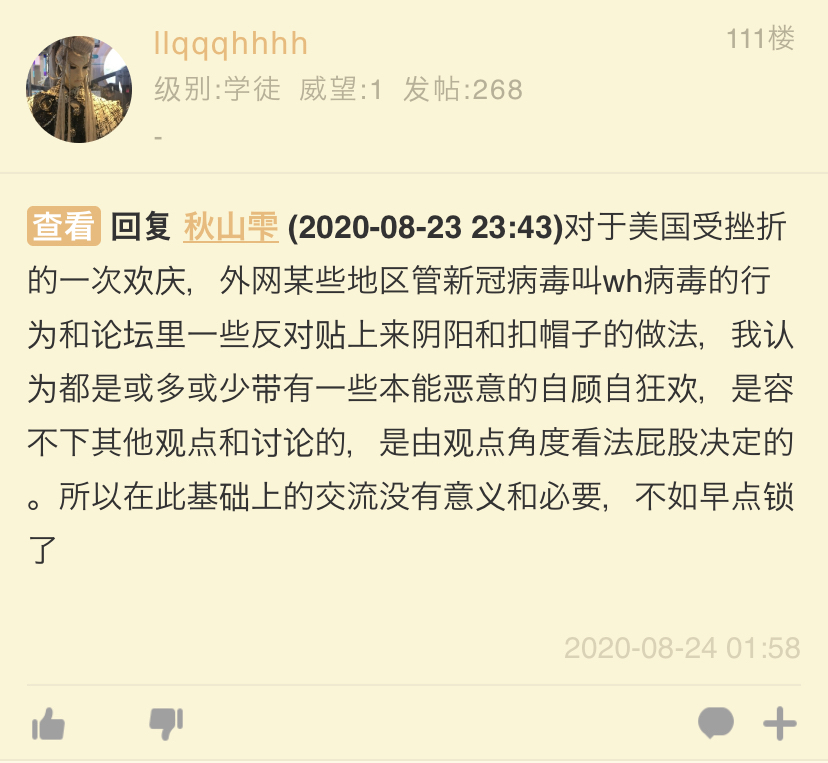 llqqqhhhh
111楼
级别:学徒 威望:1 发帖:268
-
查看 回复 秋山雫 (2020-08-23 23:43)对于美国受挫折
的一次欢庆，外网某些地区管新冠病毒叫wh病毒的行
为和论坛里一些反对贴上来阴阳和扣帽子的做法，我认
为都是或多或少带有一些本能恶意的自顾自狂欢，是容
不下其他观点和讨论的，是由观点角度看法屁股决定的
。所以在此基础上的交流没有意义和必要，不如早点锁
了
2020-08-24 01:58